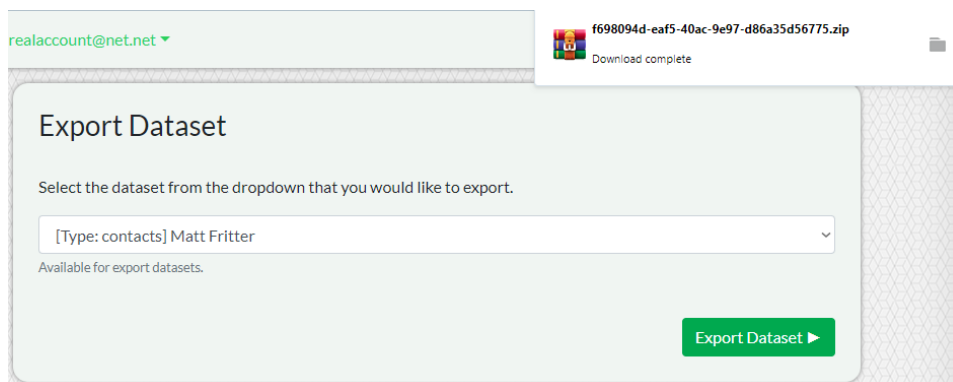 realaccount@net.net
f698094d-eaf5-40ac-9e97-d86a35d56775.zip
Download complete
Export Dataset
Select the dataset from the dropdown that you would like to export.
[Type: contacts] Matt Fritter
Available for export datasets.
Export Dataset ▶